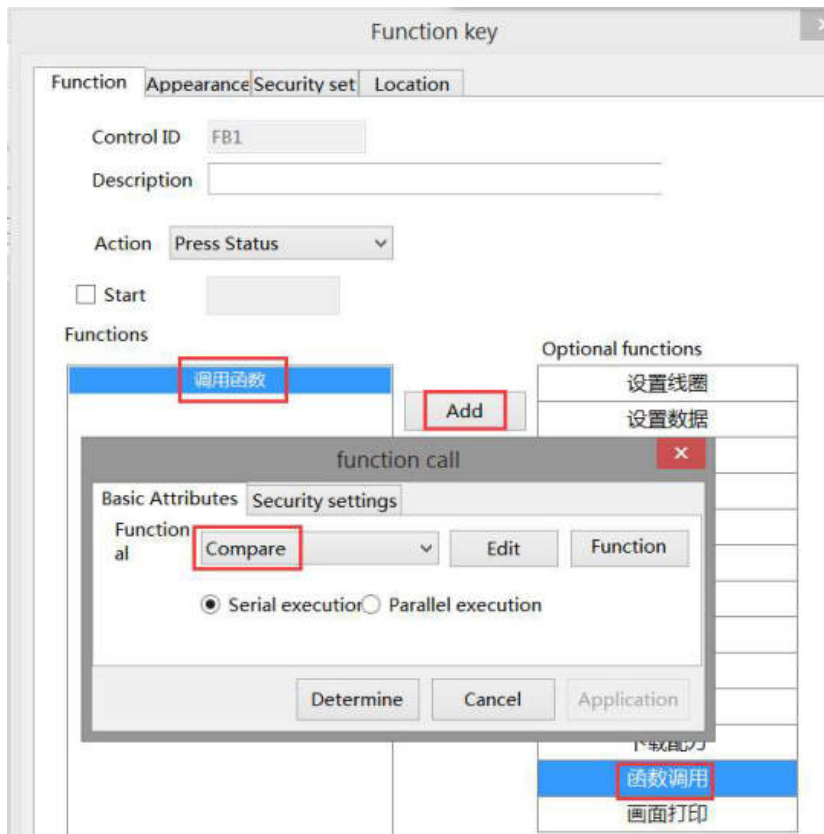 Function key
Function Appearance Security set Location
Control ID FB1
Description
Action Press Status
Start
Functions
Optional functions
调用函数
设置线圈
Add
设置数据
function call
Basic Attributes Security settings
Function
al
Compare Edit Function
Serial execution Parallel execution
Determine Cancel Application
函数调用
画面打印